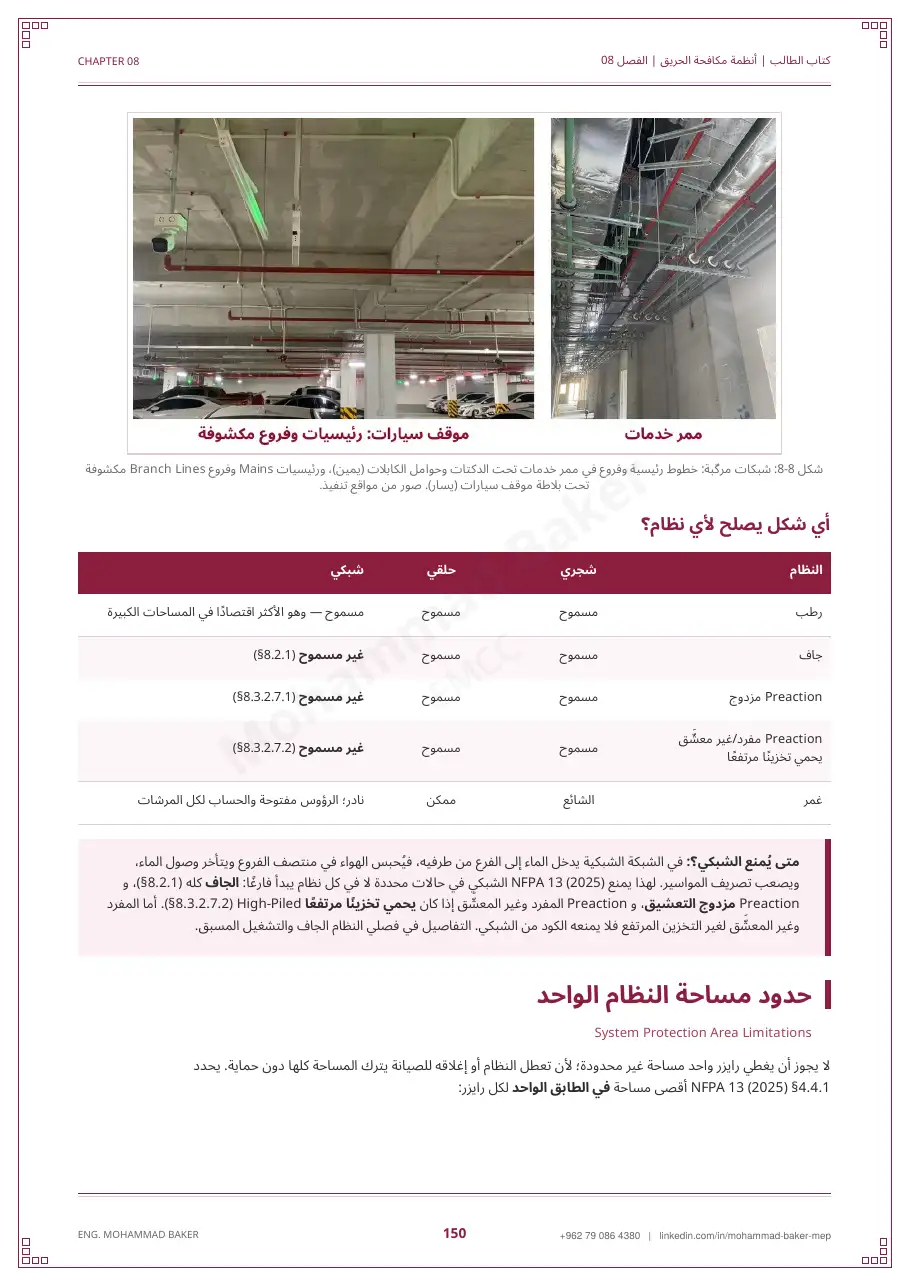 كتاب الطالب | أنظمة مكافحة الحريق | الفصل 08
CHAPTER 08
ممر خدمات
موقف سيارات: رئيسيات وفروع مكشوفة
شكل 8-8: شبكات مركّبة: خطوط رئيسية وفروع في ممر خدمات تحت الدكتات وحوامل الكابلات (يمين)، ورئيسيات Mains وفروع Branch Lines مكشوفة
تحت بلاطة موقف سيارات (يسار). صور من مواقع تنفيذ.
أي شكل يصلح لأي نظام؟
النظام شجري حلقي شبكي
رطب مسموح مسموح مسموح — وهو الأكثر اقتصادًا في المساحات الكبيرة
جاف مسموح مسموح غير مسموح (§8.2.1)
Preaction مزدوج مسموح مسموح غير مسموح (§8.3.2.7.1)
Preaction مفرد/غير معشَّق
يحمي تخزينًا مرتفعًا مسموح مسموح غير مسموح (§8.3.2.7.2)
غمر الشائع ممكن نادر؛ الرؤوس مفتوحة والحساب لكل المرشات
متى يُمنع الشبكي؟: في الشبكة الشبكية يدخل الماء إلى الفرع من طرفيه، فيُحبس الهواء في منتصف الفروع ويتأخر وصول الماء،
ويصعب تصريف المواسير. لهذا يمنع NFPA 13 (2025) الشبكي في حالات محددة لا في كل نظام يبدأ فارغًا: الجاف كله (§8.2.1)، و
Preaction مزدوج التعشيق، و Preaction المفرد وغير المعشَّق إذا كان يحمي تخزينًا مرتفعًا High-Piled (§8.3.2.7.2). أما المفرد
وغير المعشَّق لغير التخزين المرتفع فلا يمنعه الكود من الشبكي. التفاصيل في فصلي النظام الجاف والتشغيل المسبق.
حدود مساحة النظام الواحد
System Protection Area Limitations
لا يجوز أن يغطي رايزر واحد مساحة غير محدودة؛ لأن تعطل النظام أو إغلاقه للصيانة يترك المساحة كلها دون حماية. يحدد
NFPA 13 (2025) §4.4.1 أقصى مساحة في الطابق الواحد لكل رايزر:
Mohammad Baker
MCC
ENG. MOHAMMAD BAKER
150
+962 79 086 4380 | linkedin.com/in/mohammad-baker-mep